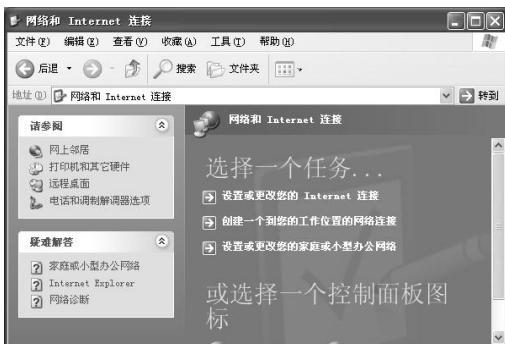 网络和 Internet 连接
文件(F) 编辑(E) 查看(V) 收藏(A) 工具(T) 帮助(H)
后退 搜索 文件夹
地址(D) 网络和 Internet 连接 转到
请参阅
网上邻居
打印机和其它硬件
远程桌面
电话和调制解调器选项
疑难解答
家庭或小型办公网络
Internet Explorer
网络诊断
网络和 Internet 连接
选择一个任务...
设置或更改您的 Internet 连接
创建一个到您的工作位置的网络连接
设置或更改您的家庭或小型办公网络
或选择一个控制面板图
标